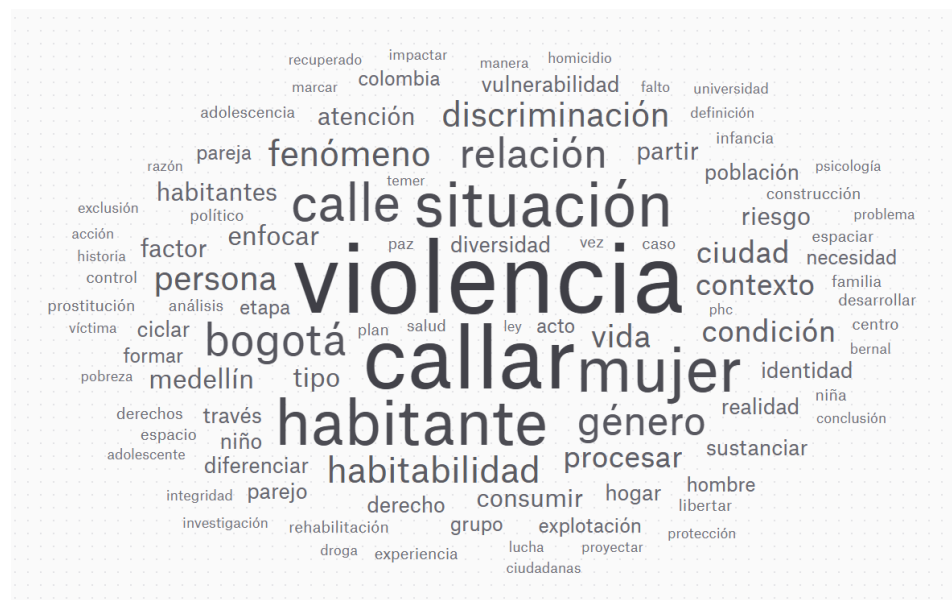 recuperado impactar manera homicidio
marcar colombia vulnerabilidad falto universidad
adolescencia atención discriminación definición
razón pareja fenómeno relación partir infancia
habitantes temer población psicología
exclusión político calle situación riesgo construcción problema
acción factor enfocar paz diversidad vez caso ciudad espaciar
historia persona violencia contexto necesidad
control familia
prostitución análisis etapa phc desarrollar
víctima ciclar bogotá plan salud ley acto vida condición centro
formar callar mujer bernal
pobreza medellín tipo identidad
derechos través habitante género realidad niña
espacio niño conclusión
adolescente diferenciar habitabilidad procesar sustanciar
integridad parejo derecho consumir hogar hombre
libertar
investigación rehabilitación grupo explotación protección
droga experiencia lucha proyectar
ciudadanas